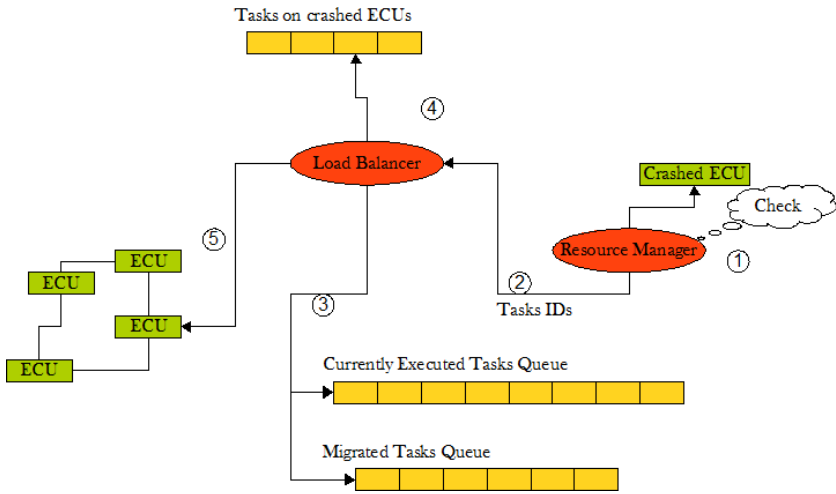 Tasks on crashed ECUs
④
Load Balancer
Crashed ECU
Check
Resource Manager
①
⑤
ECU
ECU
②
③
Tasks IDs
ECU
ECU
Currently Executed Tasks Queue
Migrated Tasks Queue